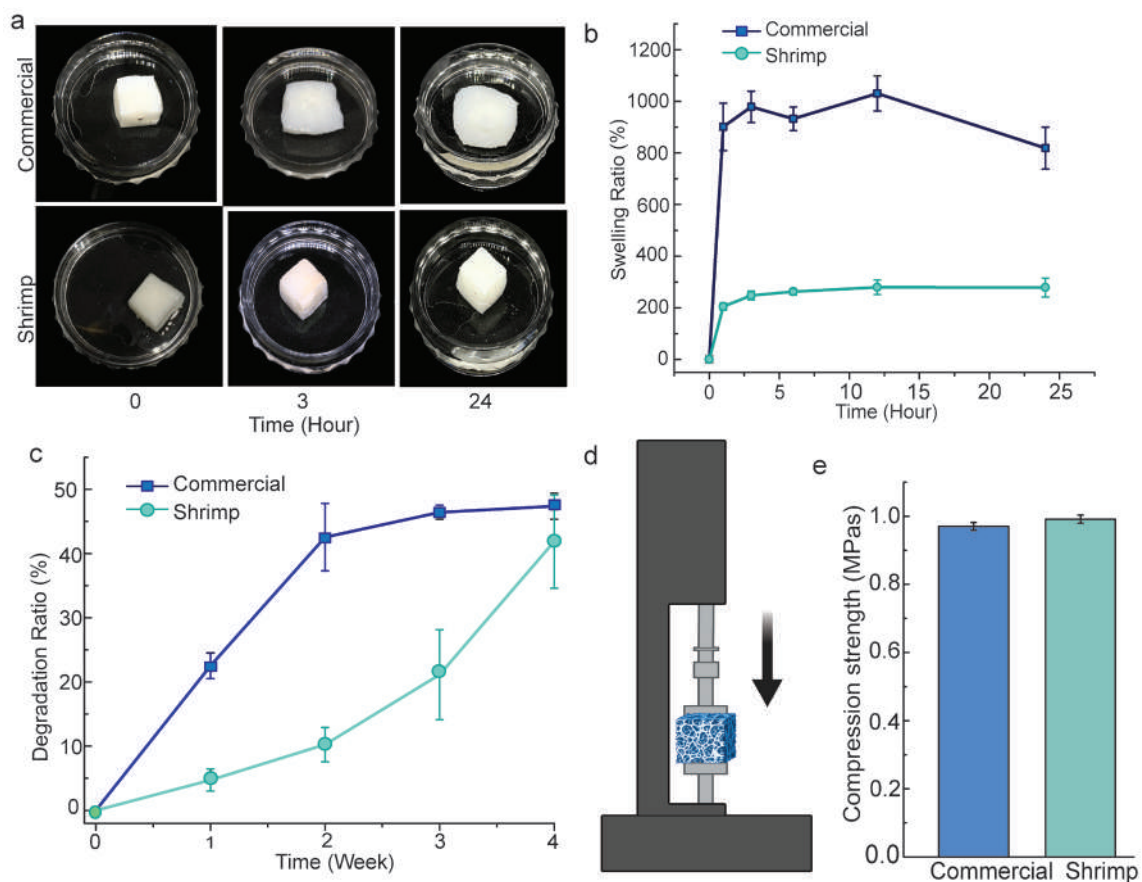 a
Commercial
Shrimp
0
3
24
Time (Hour)
b
Commercial
Shrimp
1200
1000
800
600
400
200
0
Swelling Ratio (%)
0
5
10
15
20
25
Time (Hour)
c
Commercial
Shrimp
50
40
30
20
10
0
Degradation Ratio (%)
0
1
2
3
4
Time (Week)
d
e
Compression strength (MPas)
1.0
0.8
0.6
0.4
0.2
0.0
Commercial
Shrimp